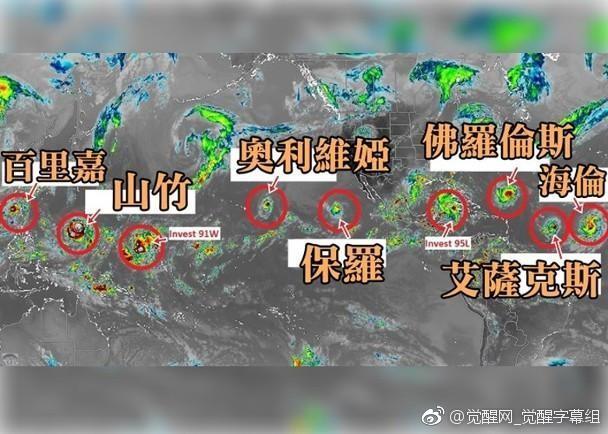 百里嘉
山竹
Invest 91W
奧利維婭
保羅
Invest 95L
佛羅倫斯
海倫
艾薩克斯
@觉醒网_觉醒字幕组